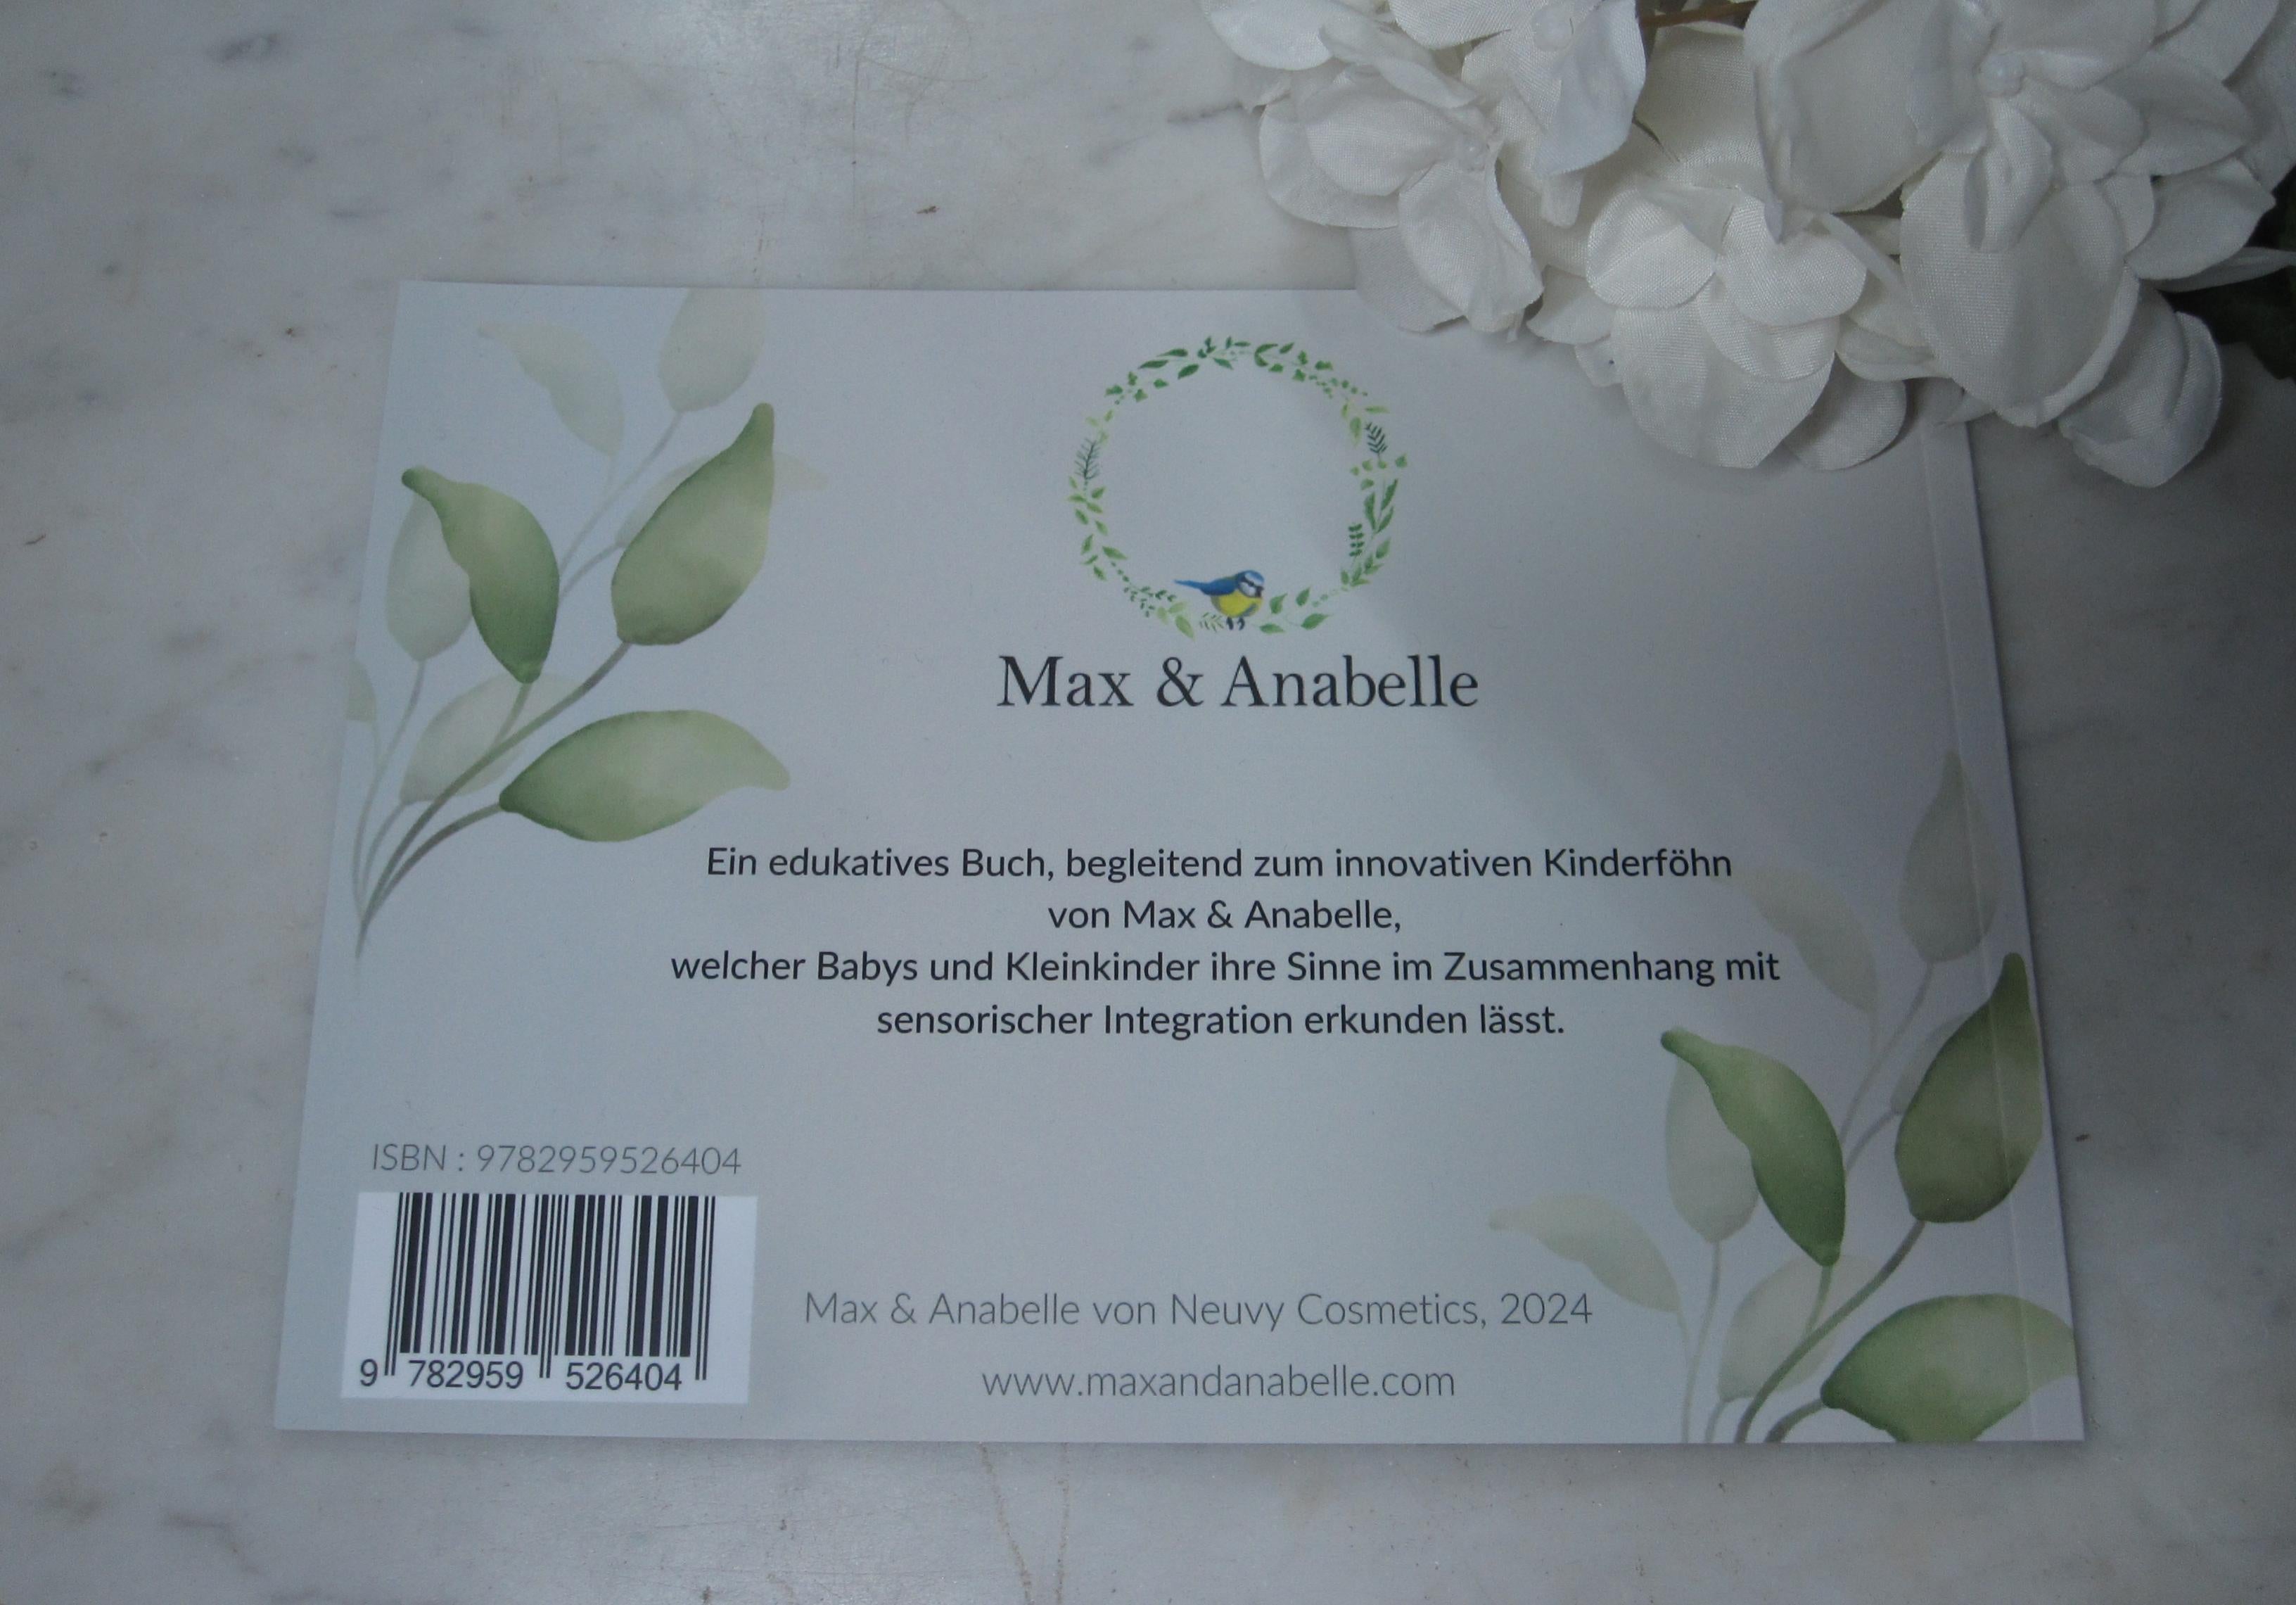 Max & Anabelle
Ein edukatives Buch, begleitend zum innovativen Kinderföhn
von Max & Anabelle,
welcher Babys und Kleinkinder ihre Sinne im Zusammenhang mit
sensorischer Integration erkunden lässt.
ISBN : 9782959526404
9 782959 526404
Max & Anabelle von Neuvy Cosmetics, 2024
www.maxandanabelle.com